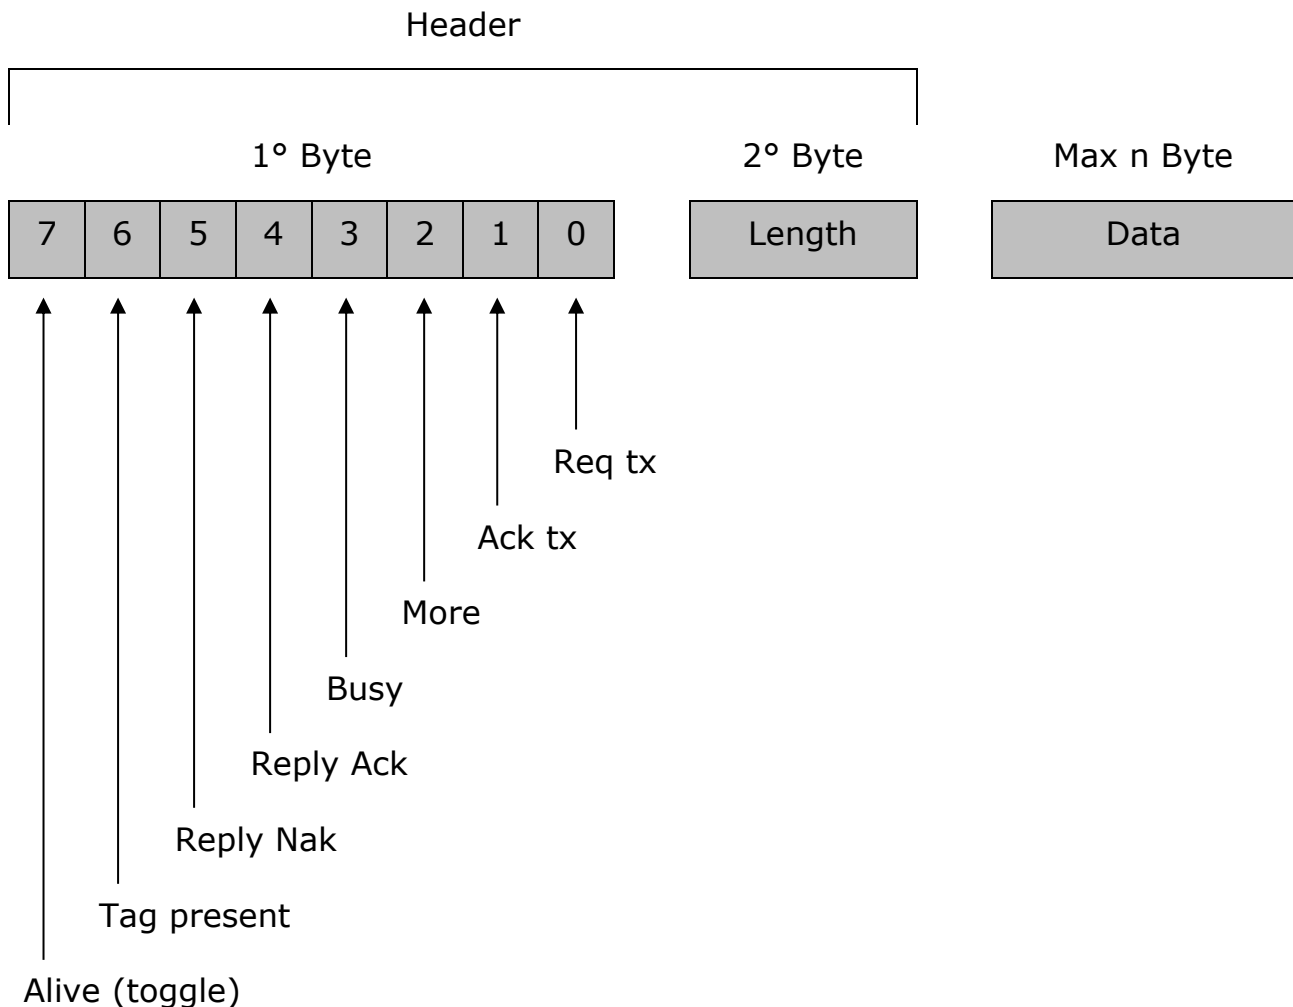 Header
1° Byte
2° Byte
Max n Byte
7 6 5 4 3 2 1 0
Length
Data
Req tx
Ack tx
More
Busy
Reply Ack
Reply Nak
Tag present
Alive (toggle)